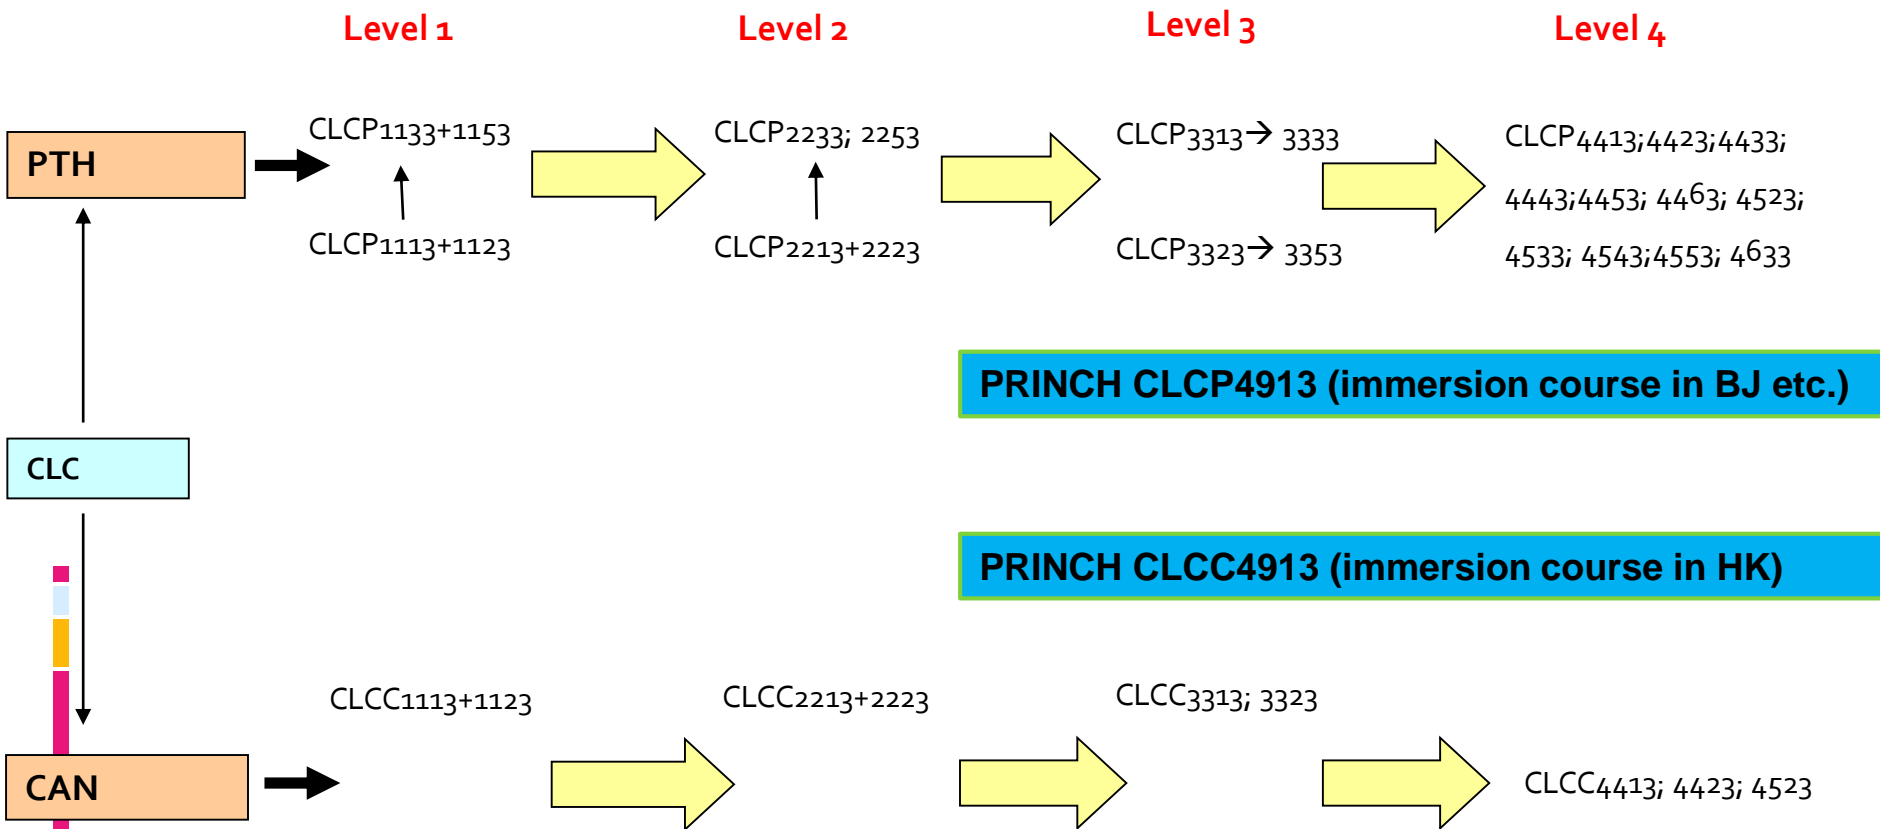 Level 1
Level 2
Level 3
Level 4
PTH
CLCP1133+1153
CLCP2233; 2253
CLCP3313→ 3333
CLCP4413;4423;4433;
4443;4453; 4463; 4523;
4533; 4543;4553; 4633
CLCP1113+1123
CLCP2213+2223
CLCP3323→ 3353
PRINCH CLCP4913 (immersion course in BJ etc.)
CLC
PRINCH CLCC4913 (immersion course in HK)
CLCC1113+1123
CLCC2213+2223
CLCC3313; 3323
CAN
CLCC4413; 4423; 4523